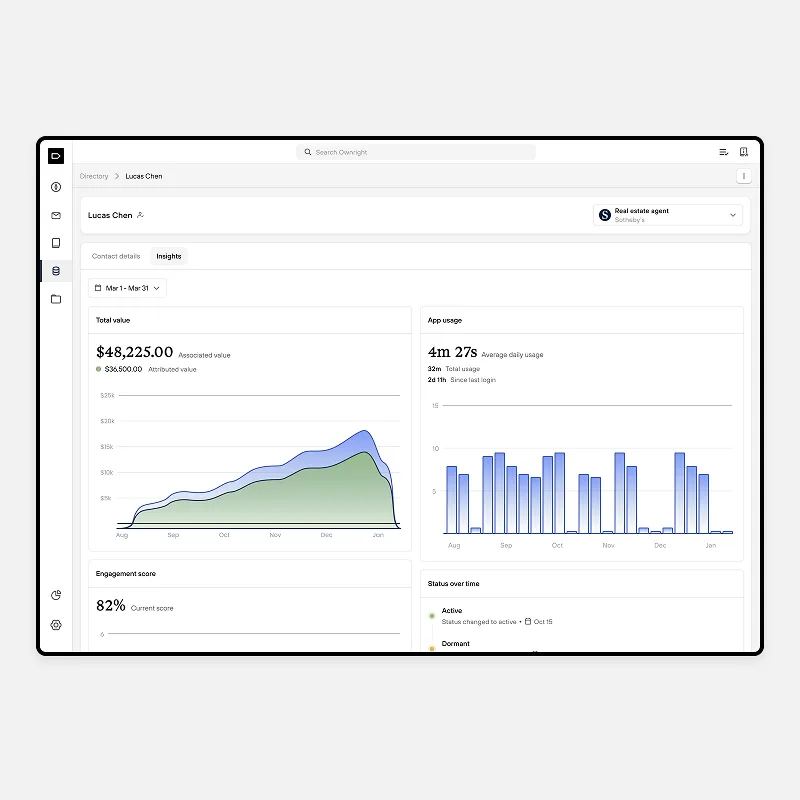 Search Ownright
Directory > Lucas Chen
Lucas Chen
S
Real estate agent
Sotheby's
Contact details
Insights
Mar 1 - Mar 31
Total value
$48,225.00 Associated value
$36,500.00 Attributed value
$25k
$20k
$15k
$10k
$5k
Aug Sep Oct Nov Dec Jan
App usage
4m 27s Average daily usage
32m Total usage
2d 11h Since last login
15
10
5
Aug Sep Oct Nov Dec Jan
Engagement score
82% Current score
6
Status over time
Active
Status changed to active • Oct 15
Dormant